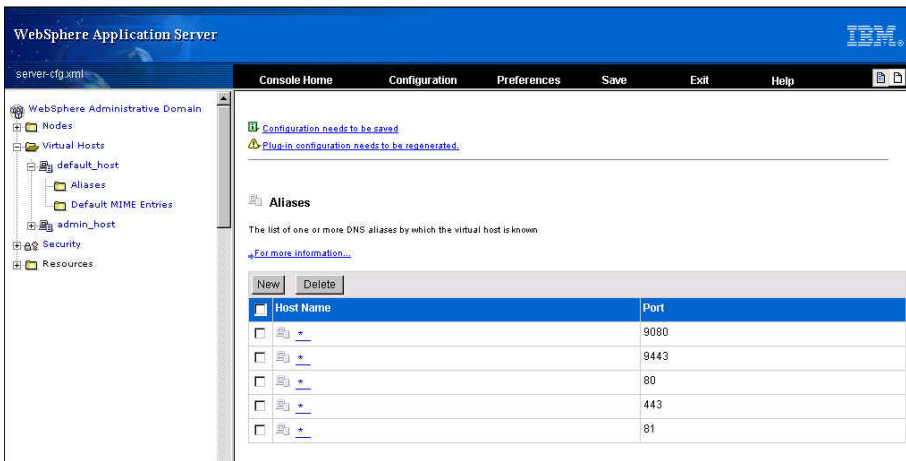 WebSphere Application Server
IBM®
server-cfg.xml
Console Home Configuration Preferences Save Exit Help
WebSphere Administrative Domain
Nodes
Virtual Hosts
default_host
Aliases
Default MIME Entries
admin_host
Security
Resources
Configuration needs to be saved
Plug-in configuration needs to be regenerated.
Aliases
The list of one or more DNS aliases by which the virtual host is known
For more information...
New Delete
Host Name Port
* 9080
* 9443
* 80
* 443
* 81